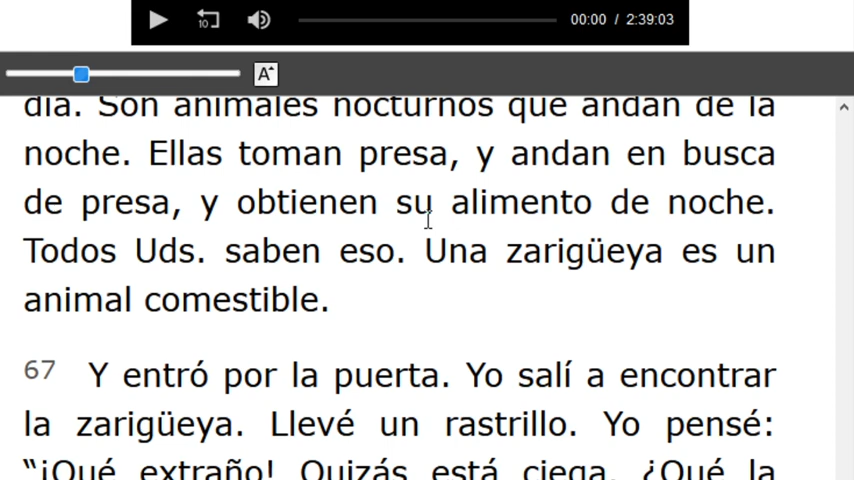 10
00:00 / 2:39:03
A
día. Son animales nocturnos que andan de la
noche. Ellas toman presa, y andan en busca
de presa, y obtienen su alimento de noche.
Todos Uds. saben eso. Una zarigüeya es un
animal comestible.
67 Y entró por la puerta. Yo salí a encontrar
la zarigüeya. Llevé un rastrillo. Yo pensé:
“¡Qué extraño! Quizás está ciega. ¿Qué la